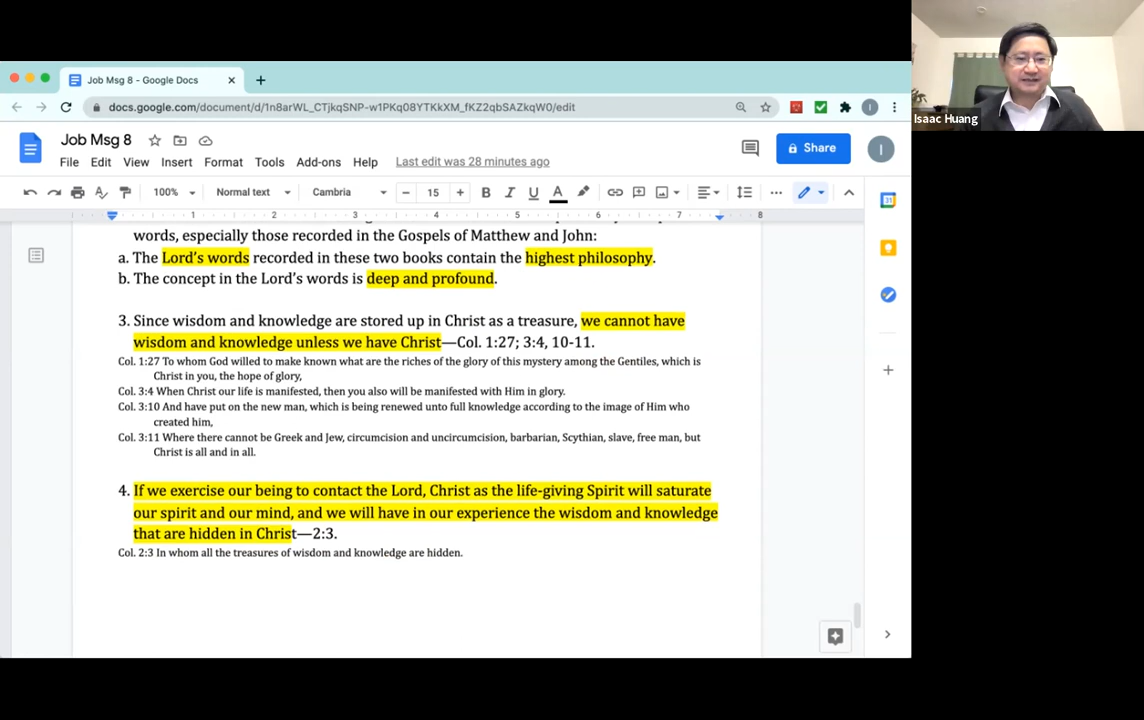 Job Msg 8 - Google Docs
docs.google.com/document/d/1n8arWL_CTjkqSNP-w1PKq08YTKkXM_fKZ2qbSAZkqW0/edit
Isaac Huang
Job Msg 8
File Edit View Insert Format Tools Add-ons Help Last edit was 28 minutes ago
Share
I
100% Normal text Cambria 15 B I U A
1 2 3 4 5 6 7 8
words, especially those recorded in the Gospels of Matthew and John:
a. The Lord's words recorded in these two books contain the highest philosophy.
b. The concept in the Lord's words is deep and profound.
3. Since wisdom and knowledge are stored up in Christ as a treasure, we cannot have
wisdom and knowledge unless we have Christ—Col. 1:27; 3:4, 10-11.
Col. 1:27 To whom God willed to make known what are the riches of the glory of this mystery among the Gentiles, which is
Christ in you, the hope of glory,
Col. 3:4 When Christ our life is manifested, then you also will be manifested with Him in glory.
Col. 3:10 And have put on the new man, which is being renewed unto full knowledge according to the image of Him who
created him,
Col. 3:11 Where there cannot be Greek and Jew, circumcision and uncircumcision, barbarian, Scythian, slave, free man, but
Christ is all and in all.
4. If we exercise our being to contact the Lord, Christ as the life-giving Spirit will saturate
our spirit and our mind, and we will have in our experience the wisdom and knowledge
that are hidden in Christ—2:3.
Col. 2:3 In whom all the treasures of wisdom and knowledge are hidden.